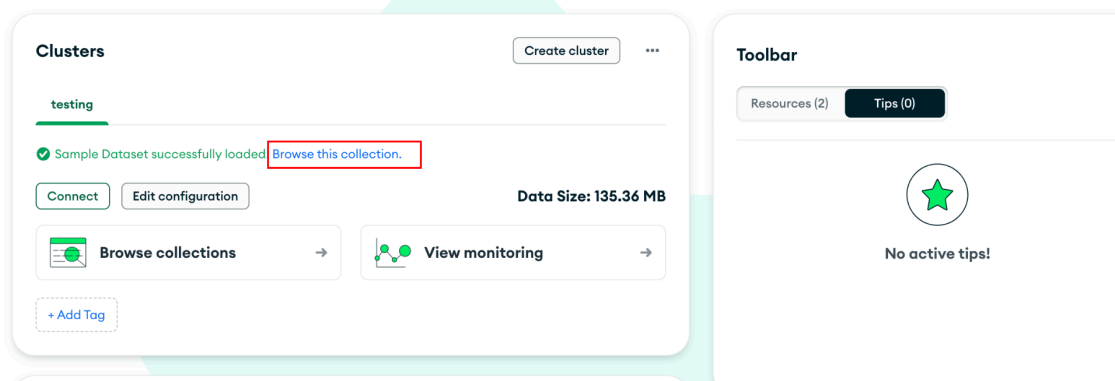 Clusters
Create cluster
...
testing
Sample Dataset successfully loaded. Browse this collection.
Connect
Edit configuration
Data Size: 135.36 MB
Browse collections
View monitoring
+ Add Tag
Toolbar
Resources (2)
Tips (0)
No active tips!